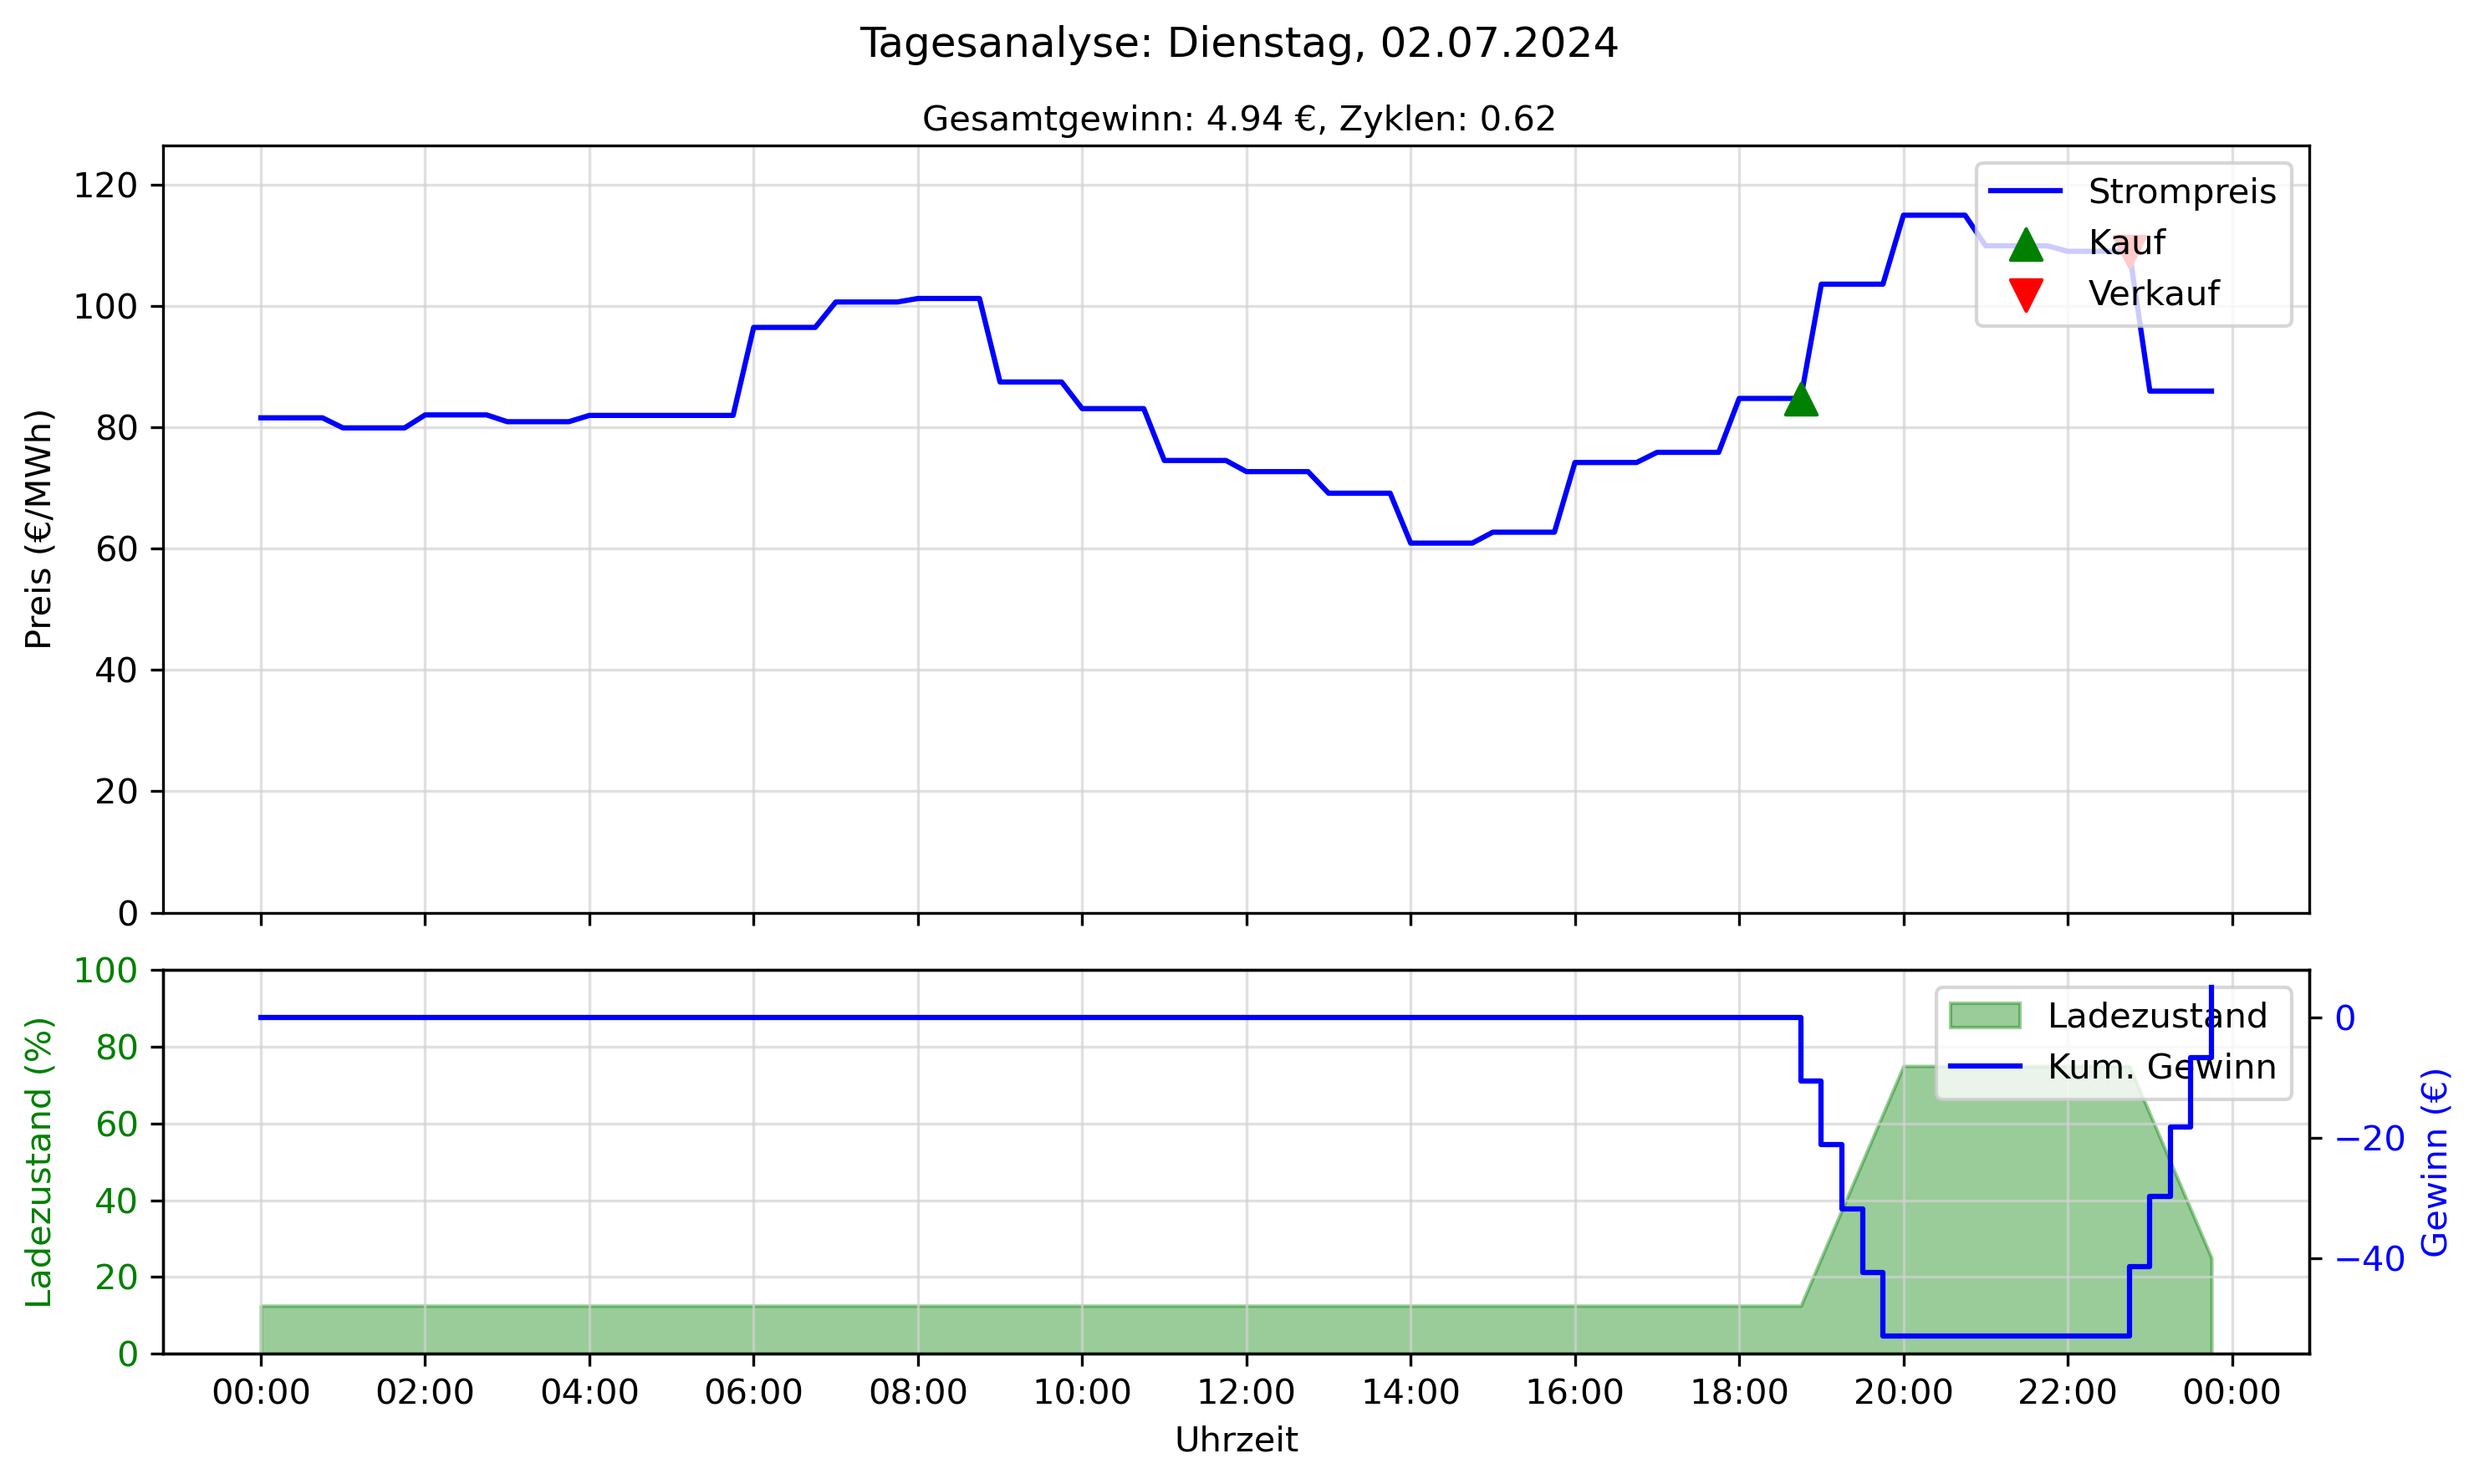 Tagesanalyse: Dienstag, 02.07.2024
Gesamtgewinn: 4.94 €, Zyklen: 0.62
Preis (€/MWh)
120
100
80
60
40
20
0
Strompreis
Kauf
Verkauf
Ladezustand (%)
100
80
60
40
20
0
Ladezustand
Kum. Gewinn
0
−20
−40
Gewinn (€)
00:00 02:00 04:00 06:00 08:00 10:00 12:00 14:00 16:00 18:00 20:00 22:00 00:00
Uhrzeit